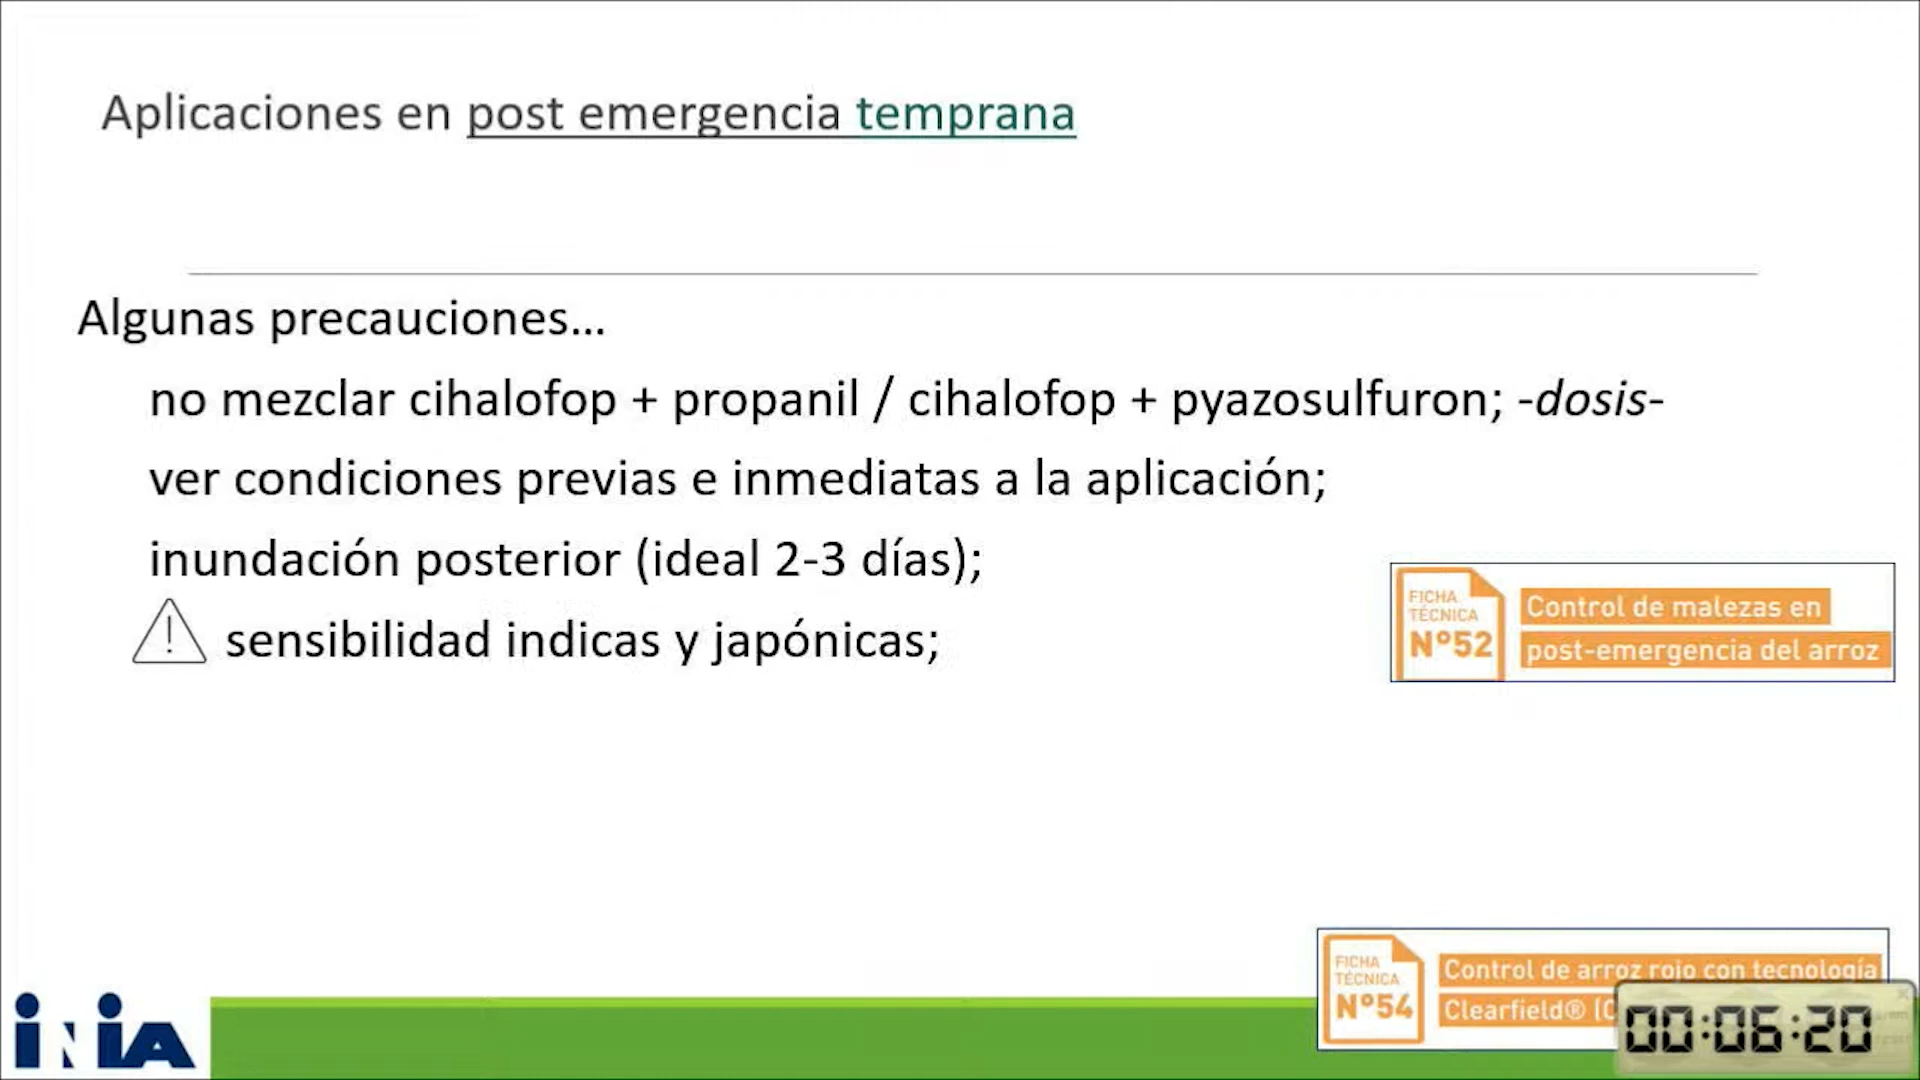 Aplicaciones en post emergencia temprana
Algunas precauciones...
no mezclar cihalofop + propanil / cihalofop + pyazosulfuron; -dosis-
ver condiciones previas e inmediatas a la aplicación;
inundación posterior (ideal 2-3 días);
! sensibilidad indicas y japónicas;
FICHA
TÉCNICA
Nº52
Control de malezas en
post-emergencia del arroz
FICHA
TÉCNICA
Nº54
Control de arroz rojo con tecnología
Clearfield® (C
00:06:20
inia